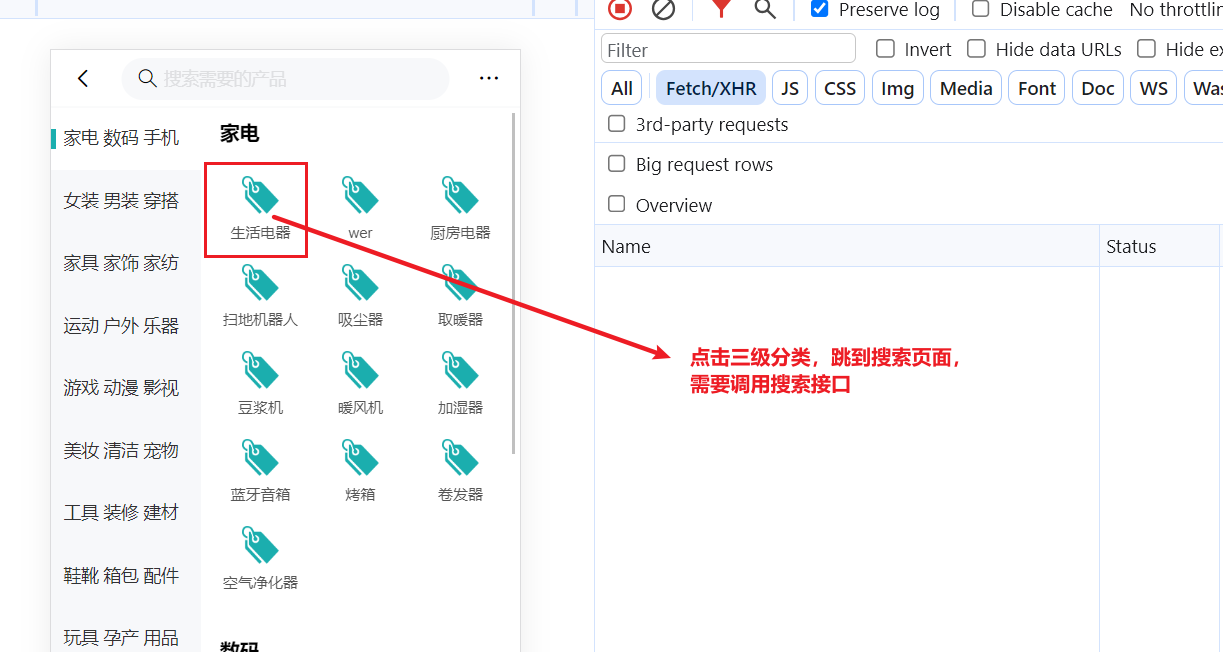 搜索需要的产品
家电 数码 手机
女装 男装 穿搭
家具 家饰 家纺
运动 户外 乐器
游戏 动漫 影视
美妆 清洁 宠物
工具 装修 建材
鞋靴 箱包 配件
玩具 孕产 用品
家电
生活电器 wer 厨房电器
扫地机器人 吸尘器 取暖器
豆浆机 暖风机 加湿器
蓝牙音箱 烤箱 卷发器
空气净化器
数码
Preserve log Disable cache No throttlin
Filter Invert Hide data URLs Hide ex
All Fetch/XHR JS CSS Img Media Font Doc WS Was
3rd-party requests
Big request rows
Overview
Name Status
点击三级分类，跳到搜索页面，
需要调用搜索接口